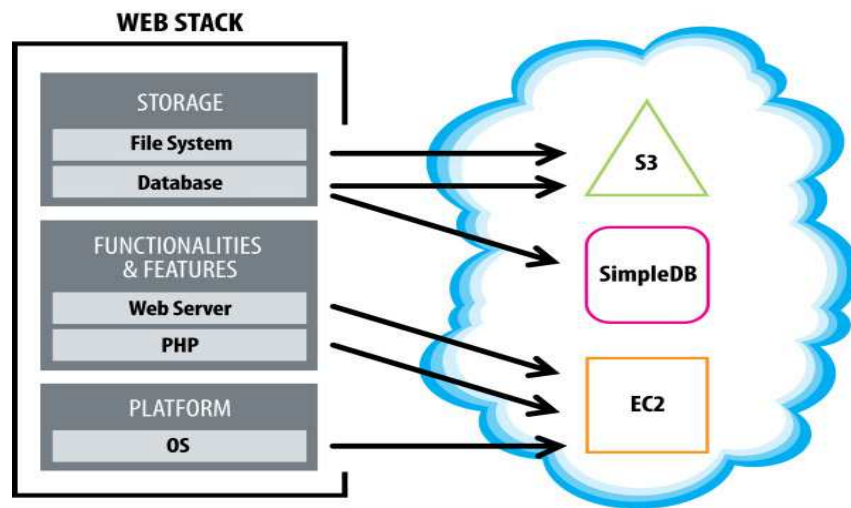 WEB STACK
STORAGE
File System
Database
FUNCTIONALITIES
& FEATURES
Web Server
PHP
PLATFORM
OS
S3
SimpleDB
EC2